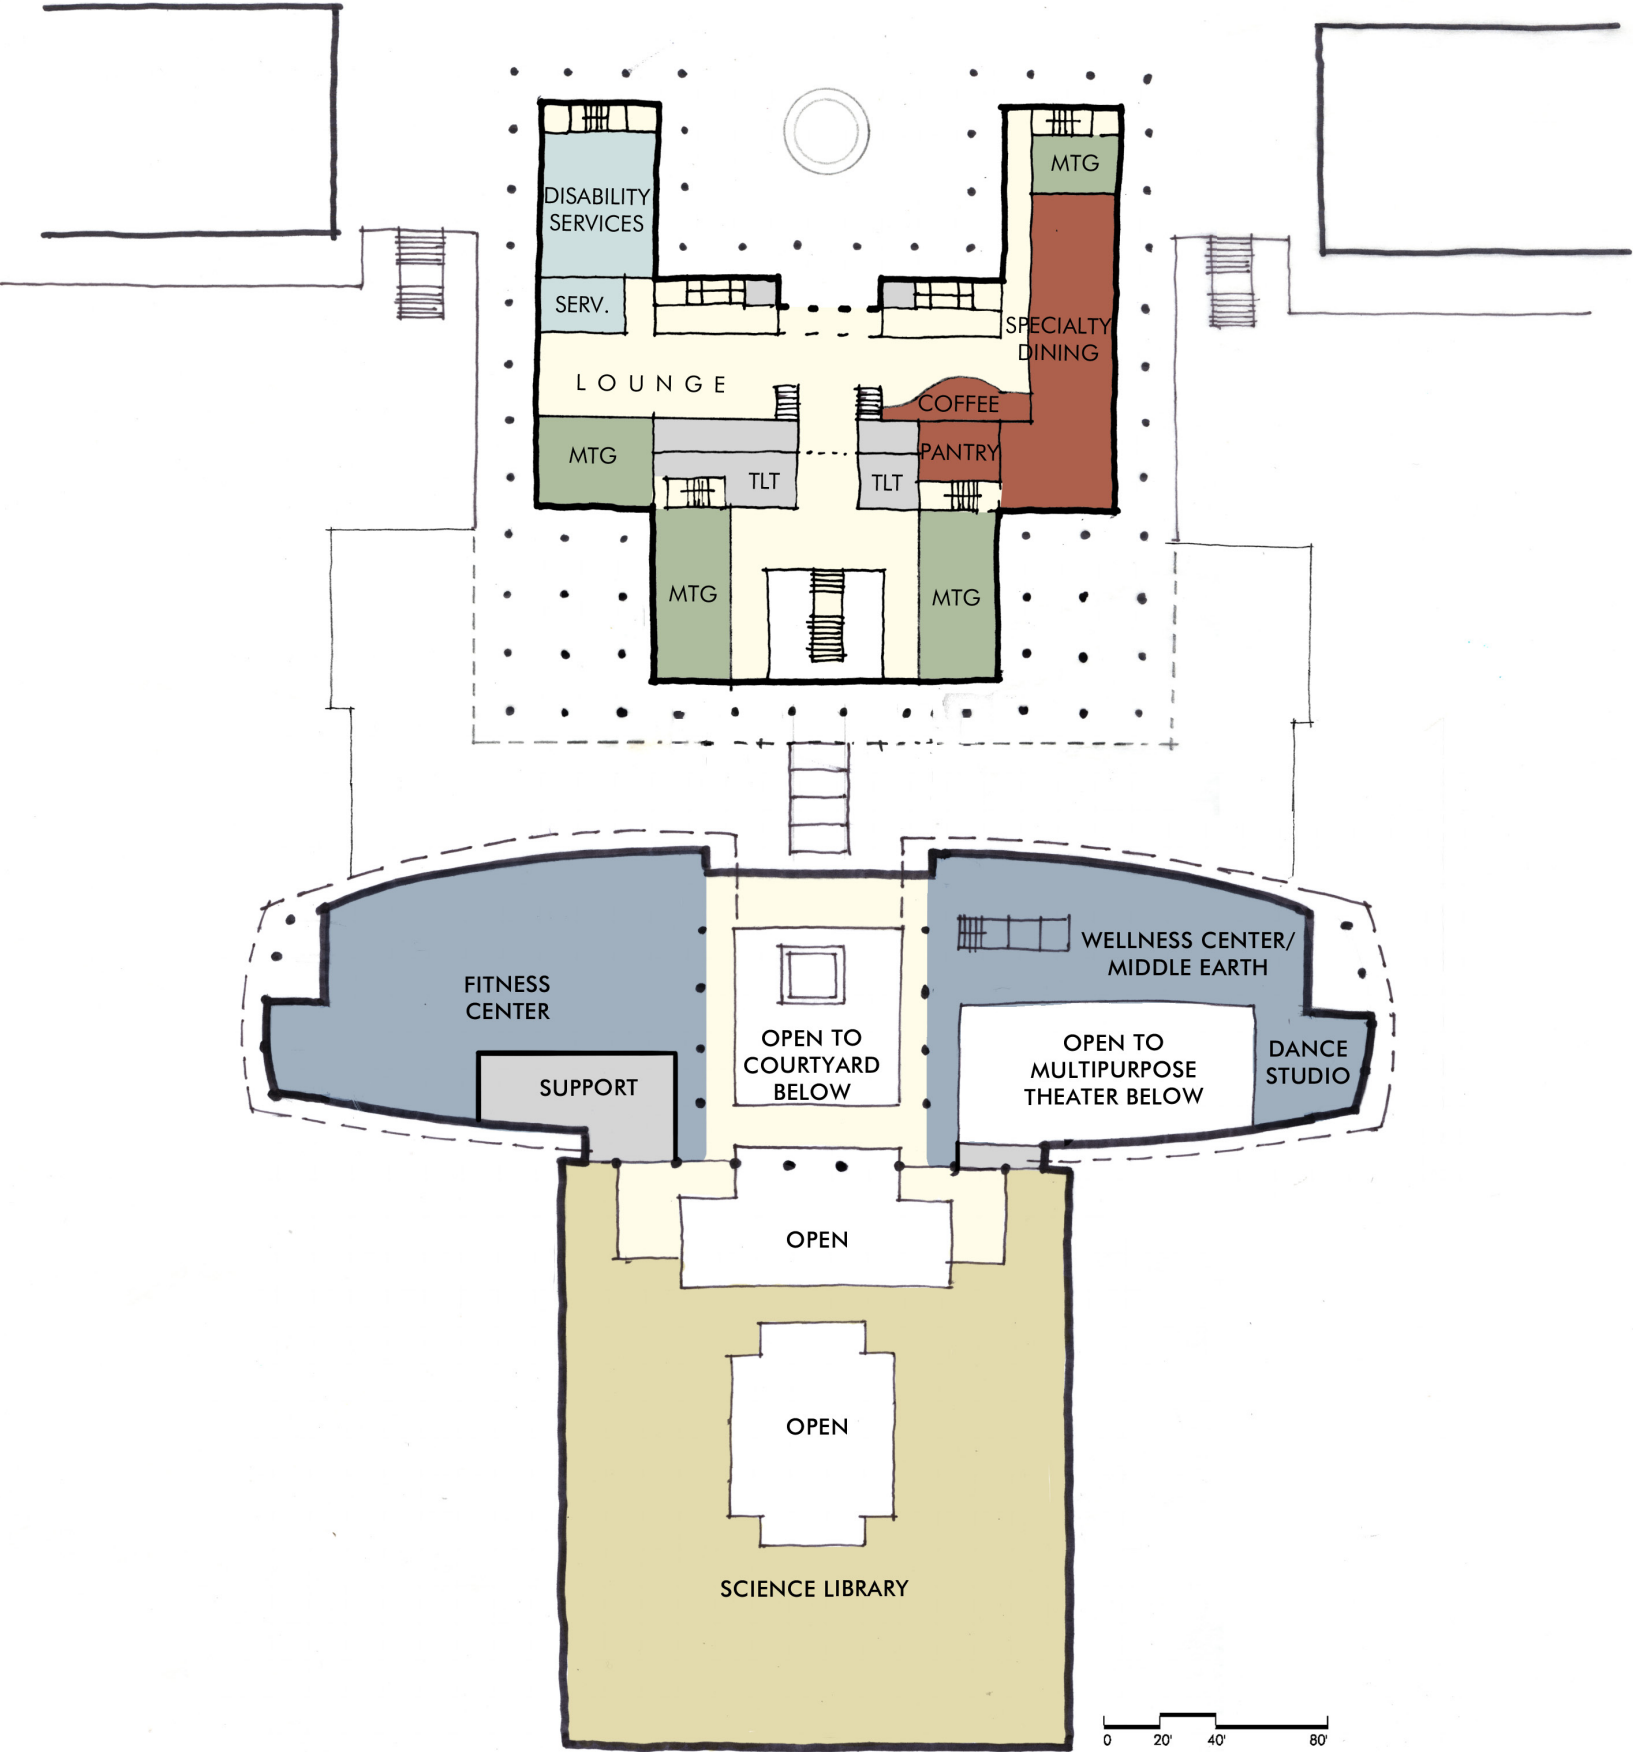 MTG
DISABILITY
SERVICES
SERV.
SPECIALTY
DINING
LOUNGE
COFFEE
MTG
PANTRY
TLT
TLT
MTG
MTG
FITNESS
CENTER
WELLNESS CENTER/
MIDDLE EARTH
OPEN TO
COURTYARD
BELOW
OPEN TO
MULTIPURPOSE
THEATER BELOW
DANCE
STUDIO
SUPPORT
OPEN
OPEN
SCIENCE LIBRARY
0 20' 40' 80'